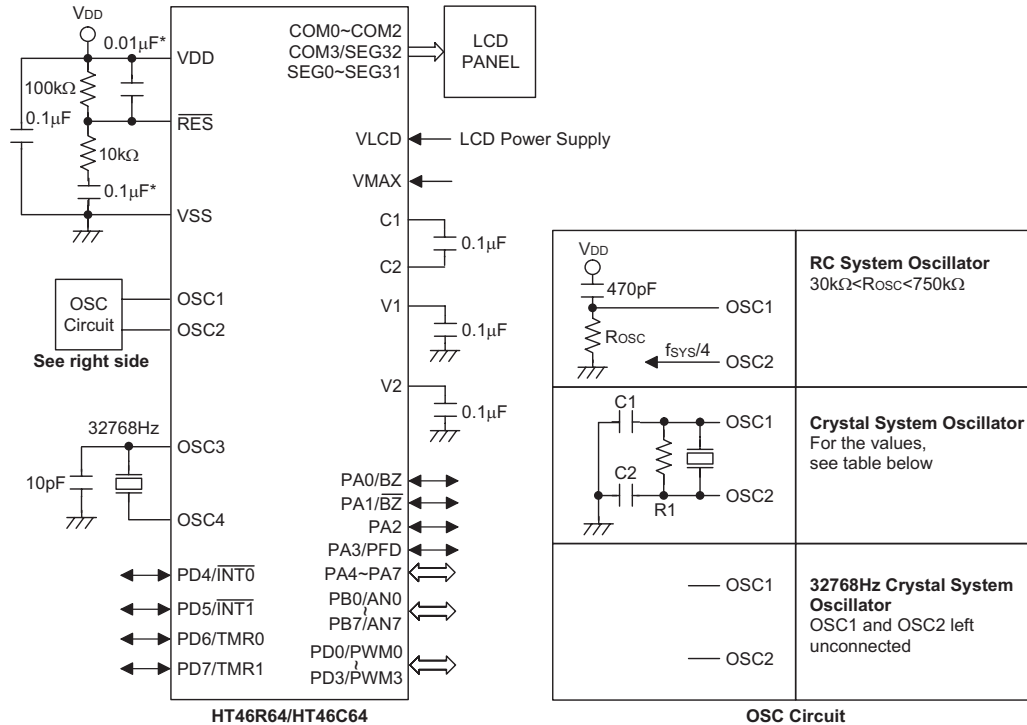 VDD
0.01μF*
VDD
100kΩ
0.1μF
RES
10kΩ
0.1μF*
VSS
OSC
Circuit
OSC1
OSC2
See right side
32768Hz
OSC3
10pF
OSC4
PD4/INT0
PD5/INT1
PD6/TMR0
PD7/TMR1
COM0~COM2
COM3/SEG32
SEG0~SEG31
LCD
PANEL
VLCD
LCD Power Supply
VMAX
C1
0.1μF
C2
V1
0.1μF
V2
0.1μF
PA0/BZ
PA1/BZ
PA2
PA3/PFD
PA4~PA7
PB0/AN0
~
PB7/AN7
PD0/PWM0
~
PD3/PWM3
HT46R64/HT46C64
VDD
470pF
OSC1
ROSC
fSYS/4
OSC2
RC System Oscillator
30kΩ<ROSC<750kΩ
C1
OSC1
C2
OSC2
R1
Crystal System Oscillator
For the values,
see table below
OSC1
OSC2
32768Hz Crystal System
Oscillator
OSC1 and OSC2 left
unconnected
OSC Circuit